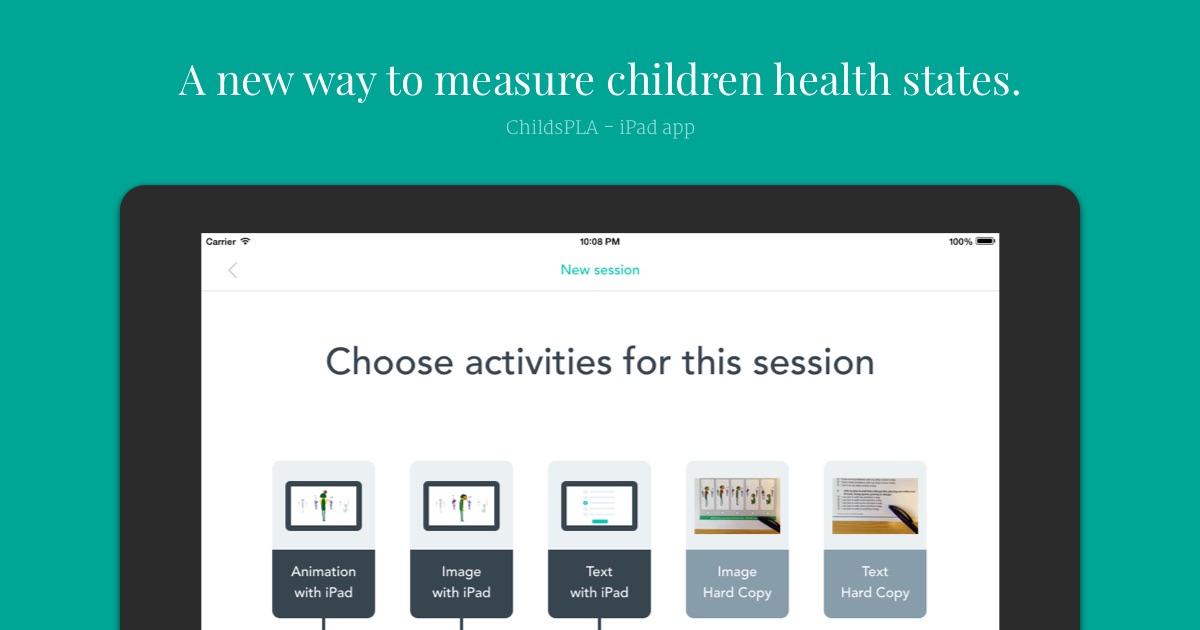 A new way to measure children health states.
ChildsPLA – iPad app
Carrier 10:08 PM 100%
New session
Choose activities for this session
Animation
with iPad
Image
with iPad
Text
with iPad
Image
Hard Copy
Text
Hard Copy